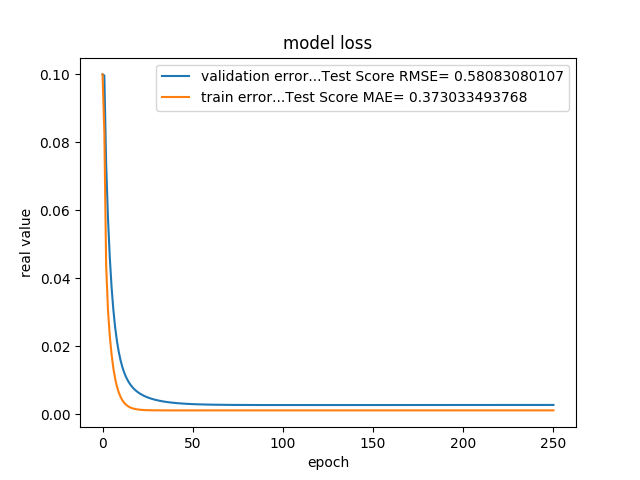 model loss
validation error...Test Score RMSE= 0.58083080107
train error...Test Score MAE= 0.373033493768
real value
0.10
0.08
0.06
0.04
0.02
0.00
0 50 100 150 200 250
epoch